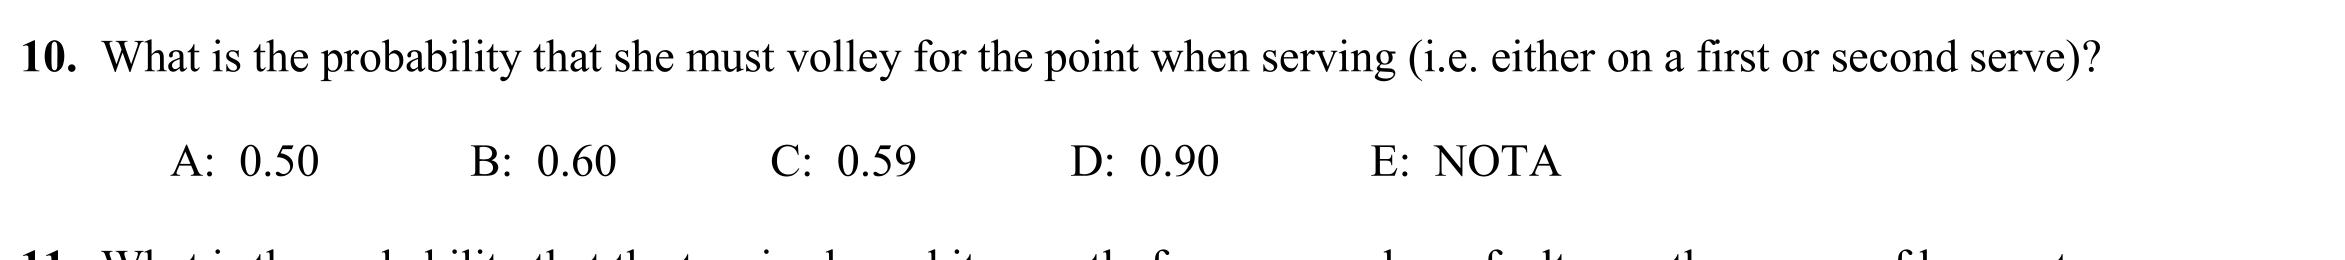 10. What is the probability that she must volley for the point when serving (i.e. either on a first or second serve)?
A: 0.50 B: 0.60 C: 0.59 D: 0.90 E: NOTA